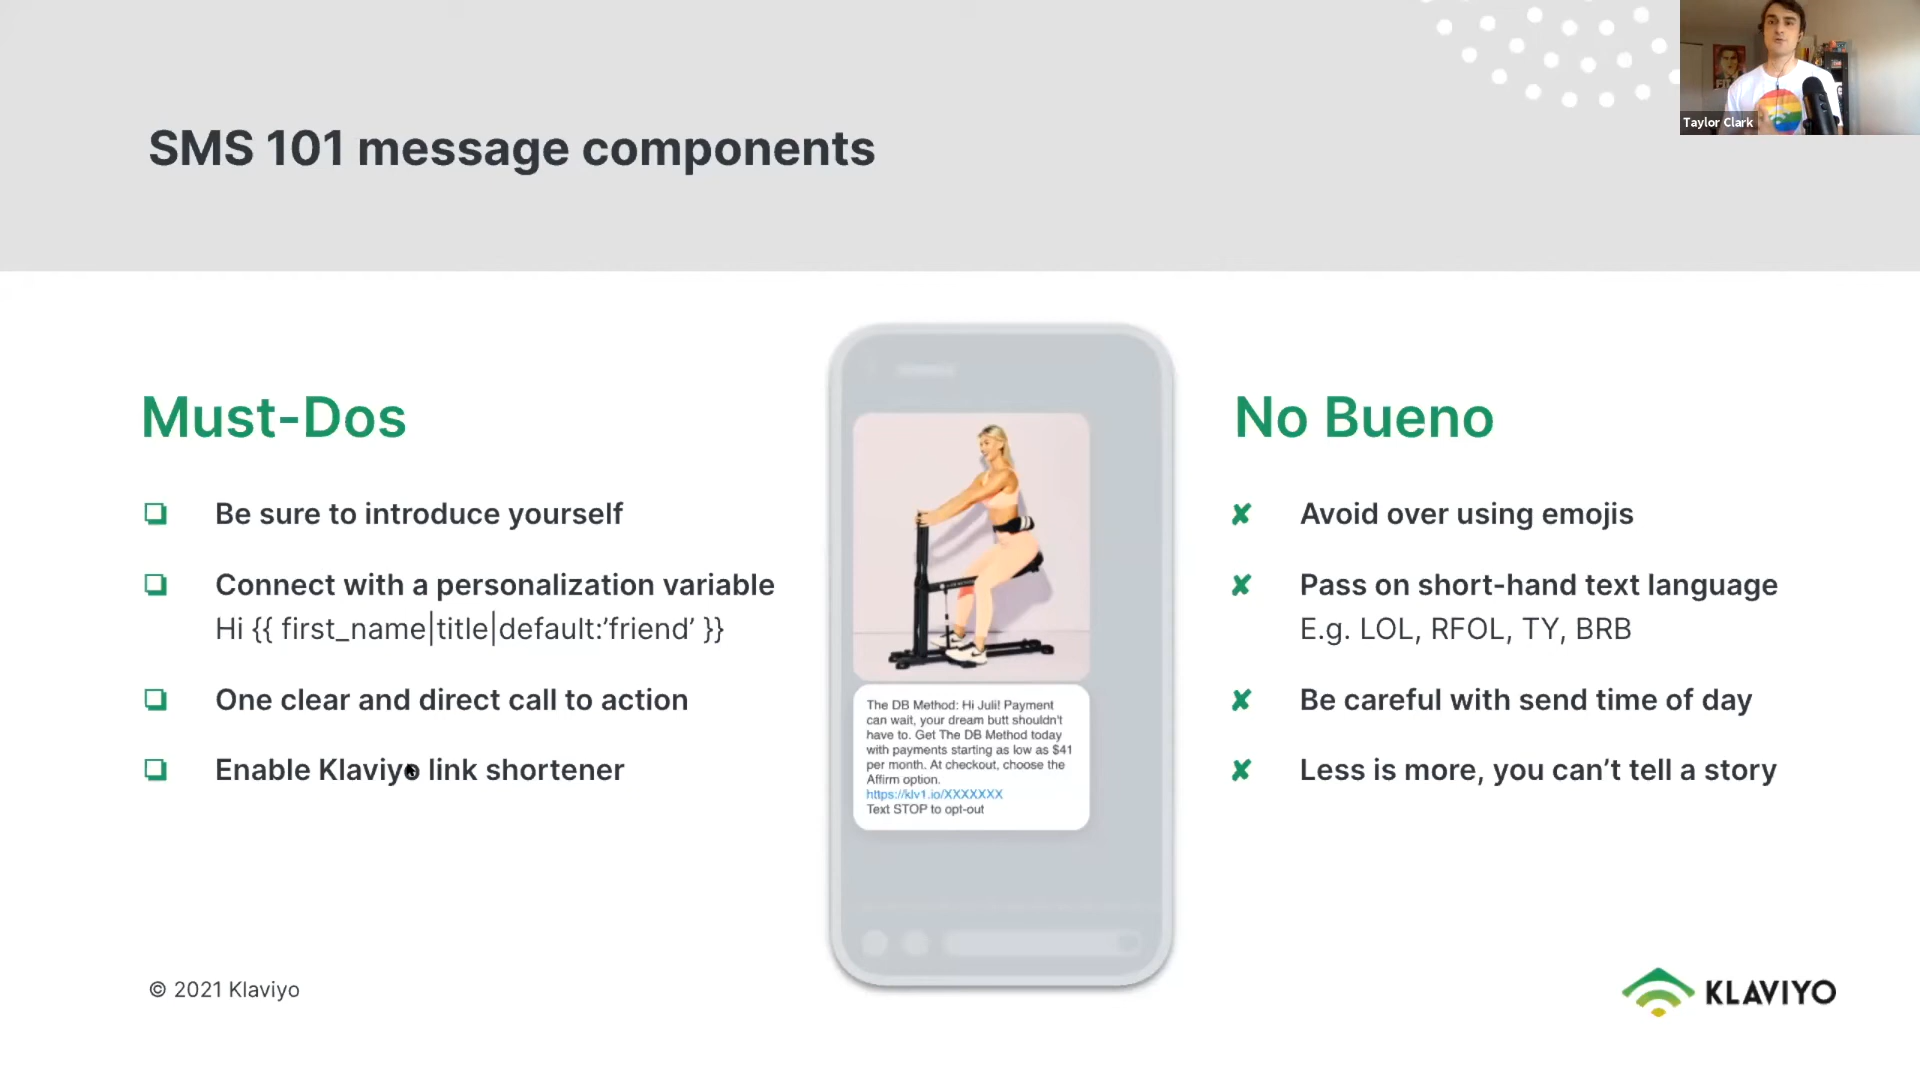 Taylor Clark
SMS 101 message components
Must-Dos
❏ Be sure to introduce yourself
❏ Connect with a personalization variable
Hi {{ first_name|title|default:’friend’ }}
❏ One clear and direct call to action
❏ Enable Klaviyo link shortener
The DB Method: Hi Juli! Payment
can wait, your dream butt shouldn't
have to. Get The DB Method today
with payments starting as low as $41
per month. At checkout, choose the
Affirm option.
https://klv1.io/XXXXXXX
Text STOP to opt-out
No Bueno
✘ Avoid over using emojis
✘ Pass on short-hand text language
E.g. LOL, RFOL, TY, BRB
✘ Be careful with send time of day
✘ Less is more, you can’t tell a story
© 2021 Klaviyo
KLAVIYO